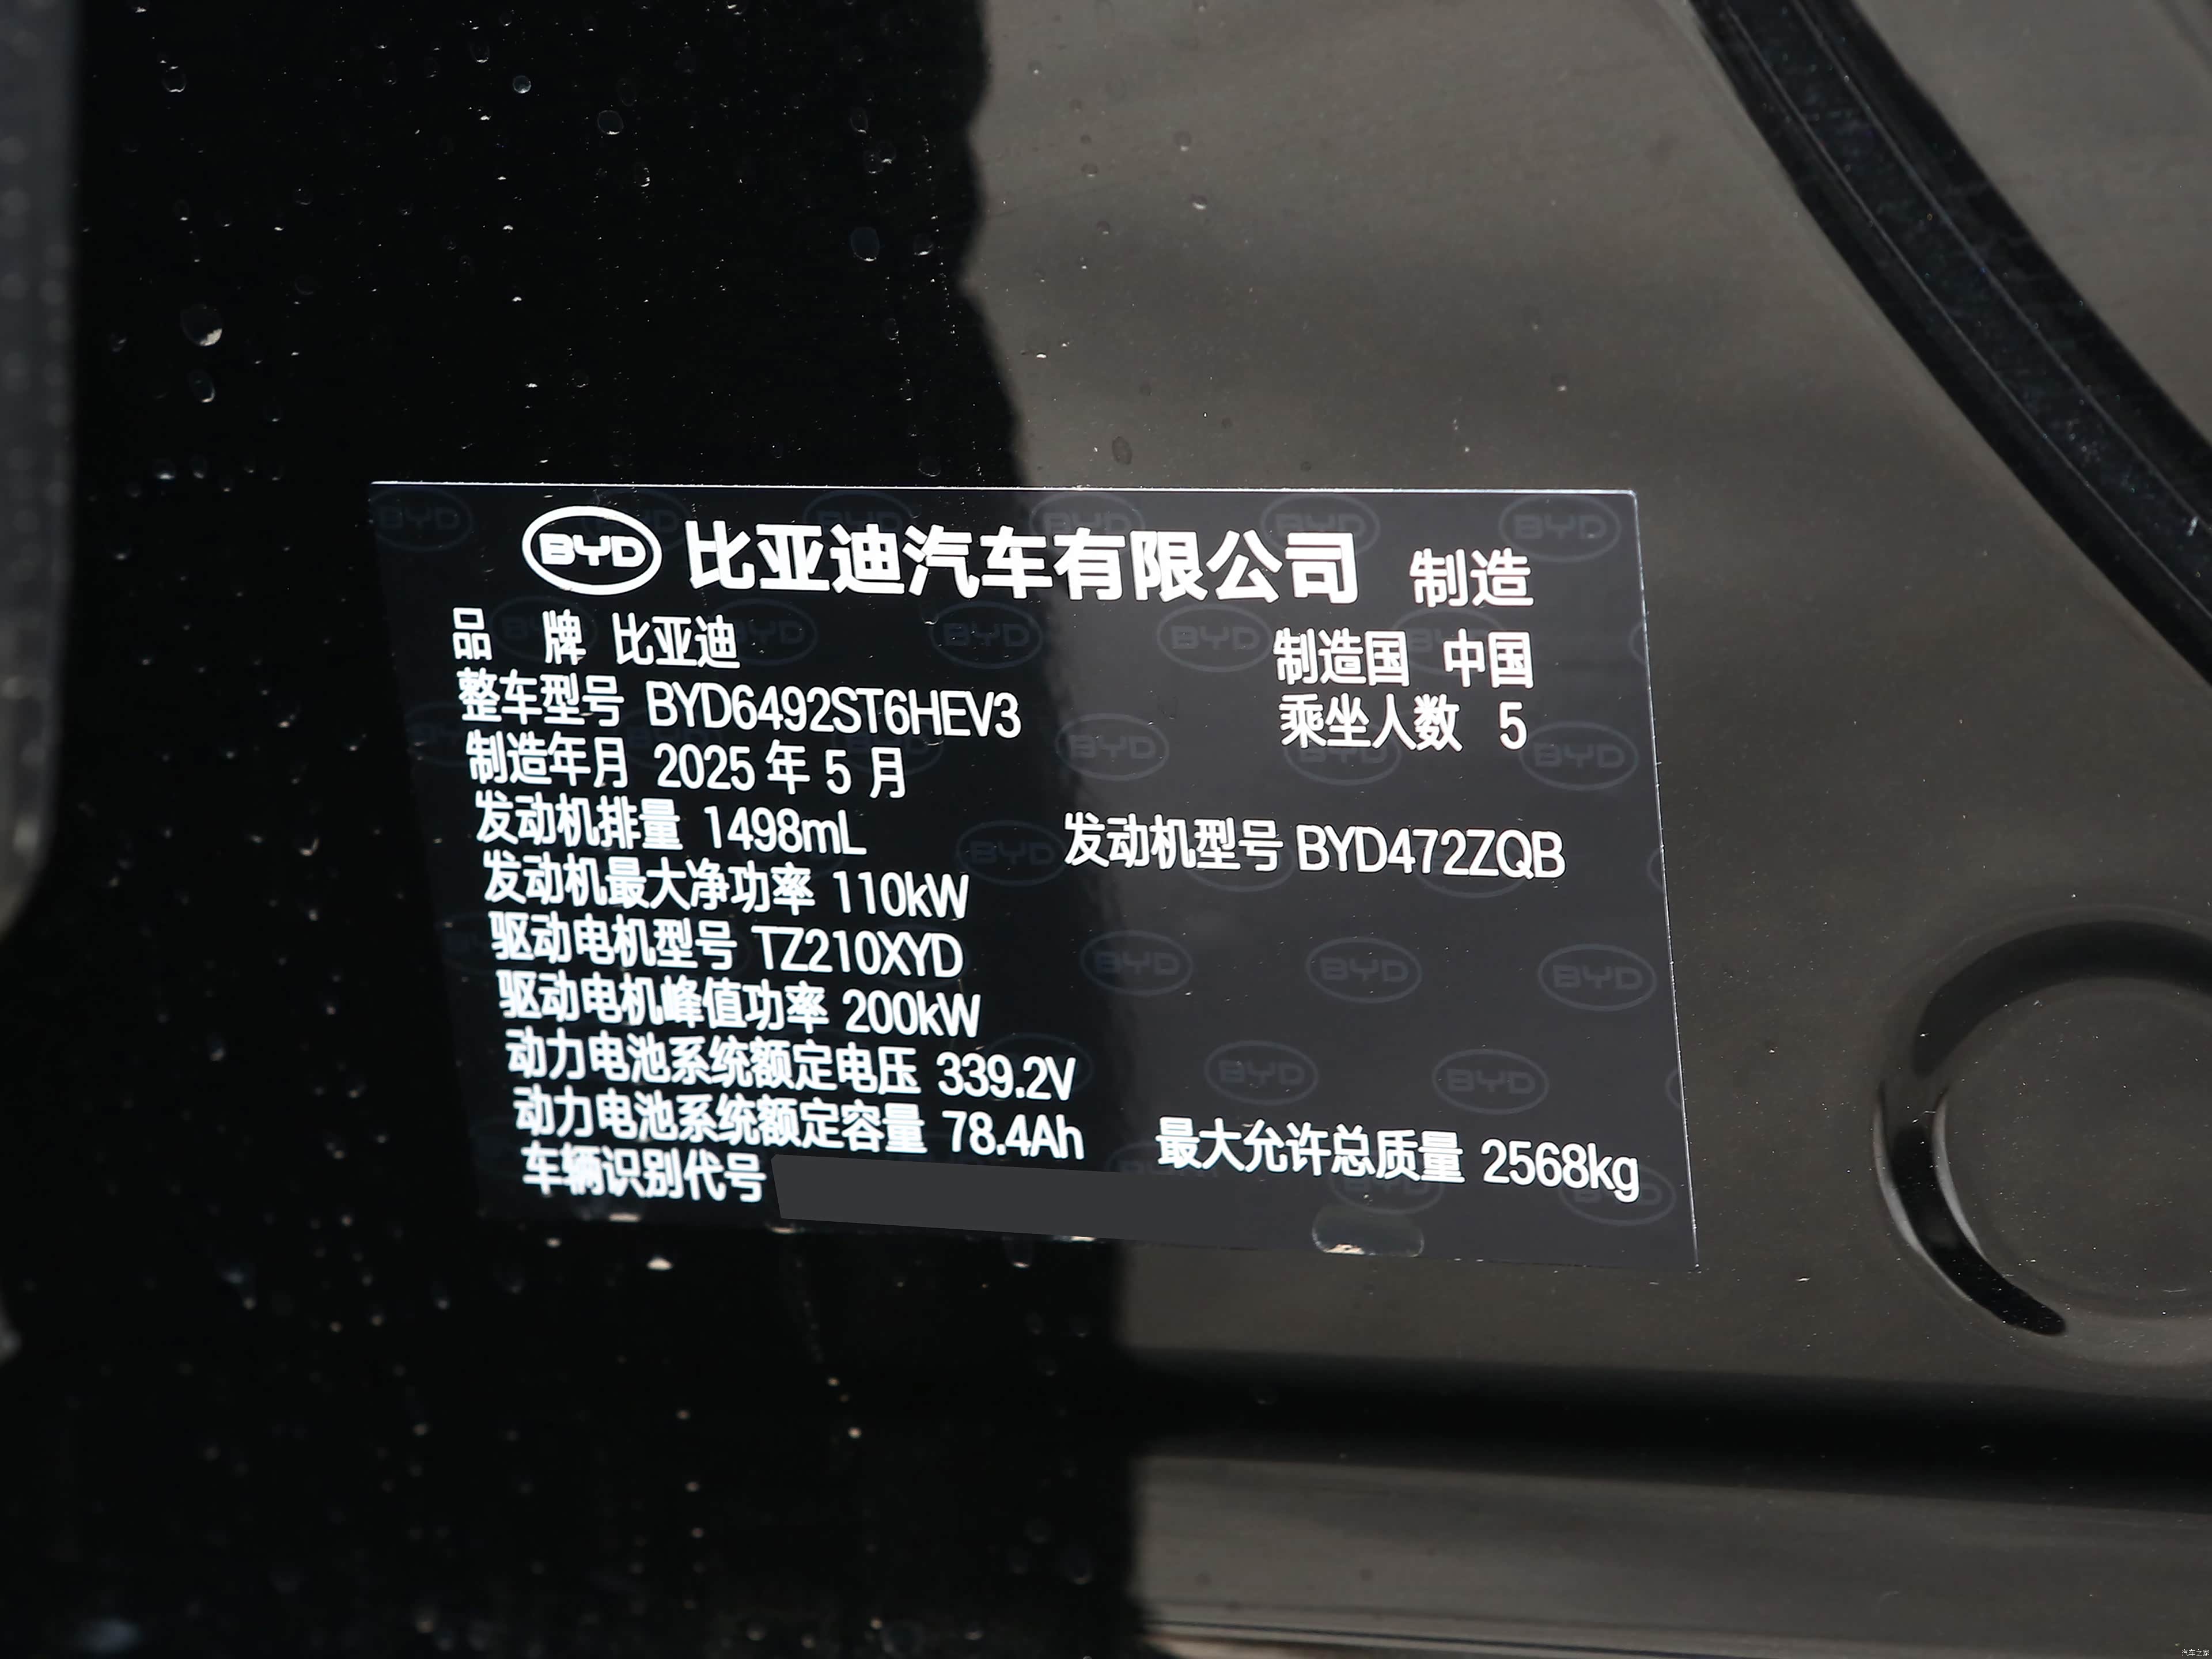 BYD 比亚迪汽车有限公司 制造
品 牌 比亚迪 制造国 中国
整车型号 BYD6492ST6HEV3 乘坐人数 5
制造年月 2025 年 5 月
发动机排量 1498mL 发动机型号 BYD472ZQB
发动机最大净功率 110kW
驱动电机型号 TZ210XYD
驱动电机峰值功率 200kW
动力电池系统额定电压 339.2V
动力电池系统额定容量 78.4Ah 最大允许总质量 2568kg
车辆识别代号
汽车之家